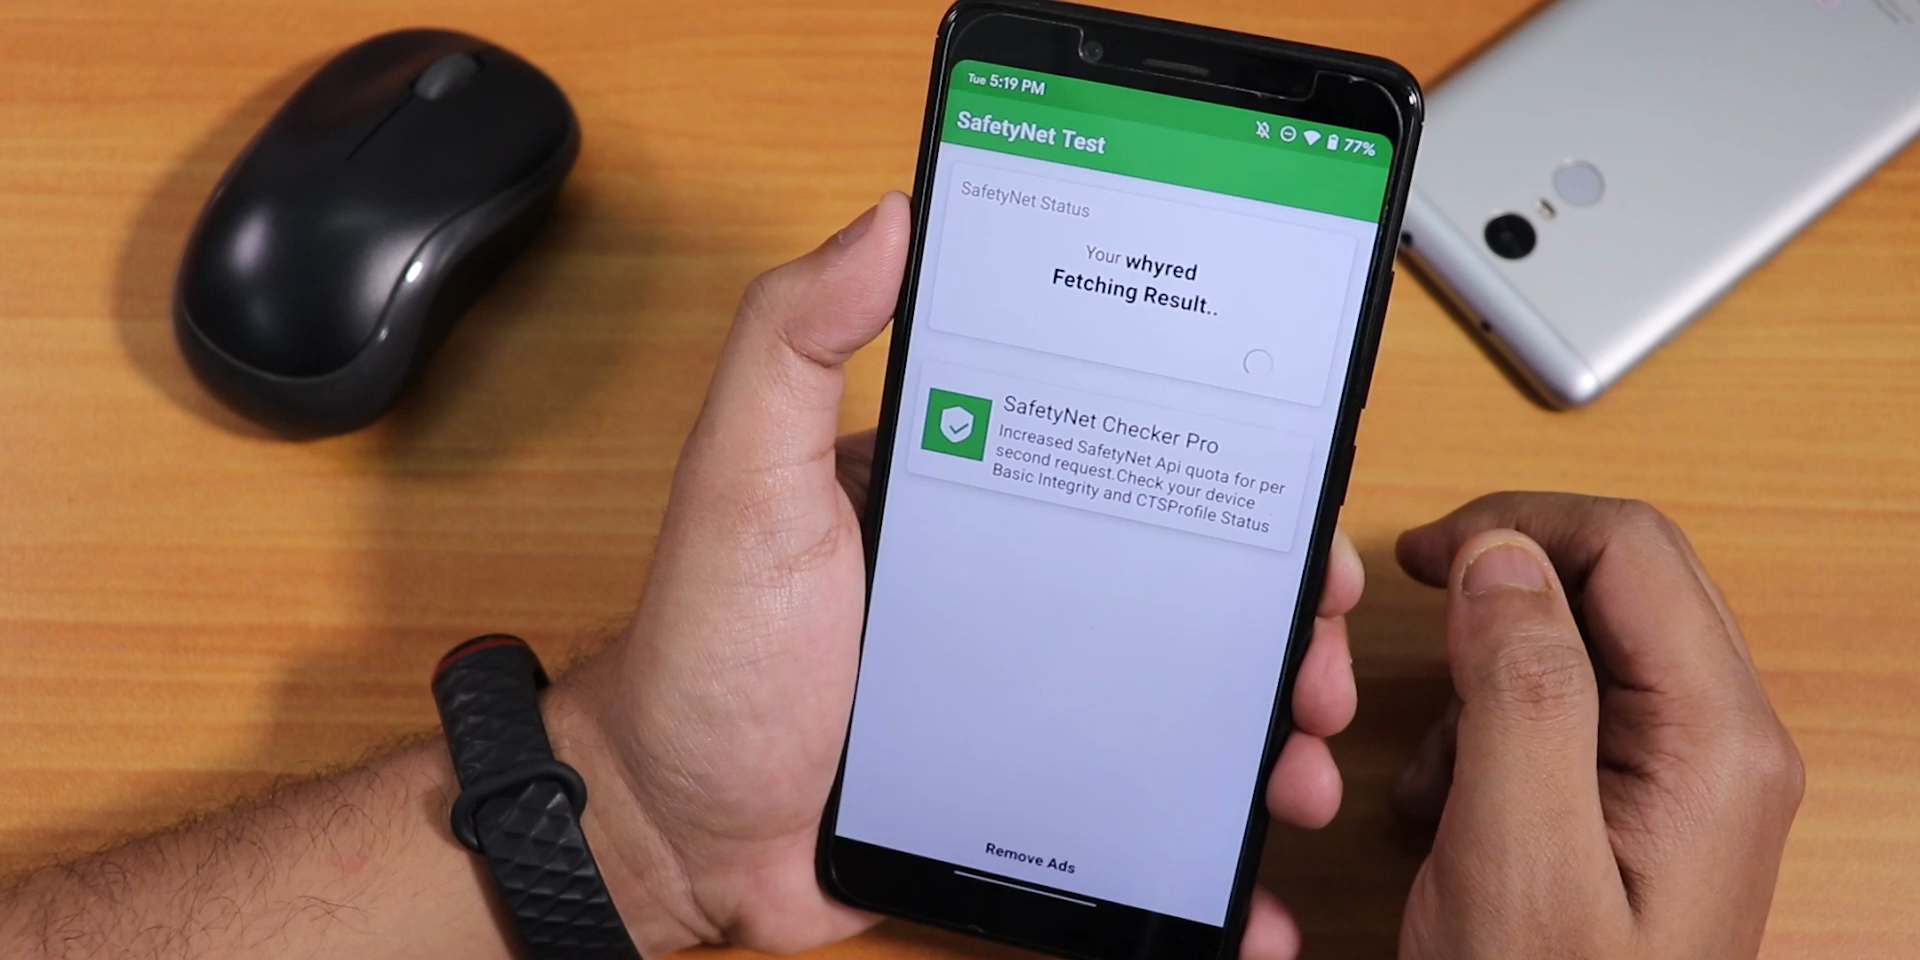 Tue 5:19 PM
77%
SafetyNet Test
SafetyNet Status
Your whyred
Fetching Result..
SafetyNet Checker Pro
Increased SafetyNet Api quota for per
second request.Check your device
Basic Integrity and CTSProfile Status
Remove Ads